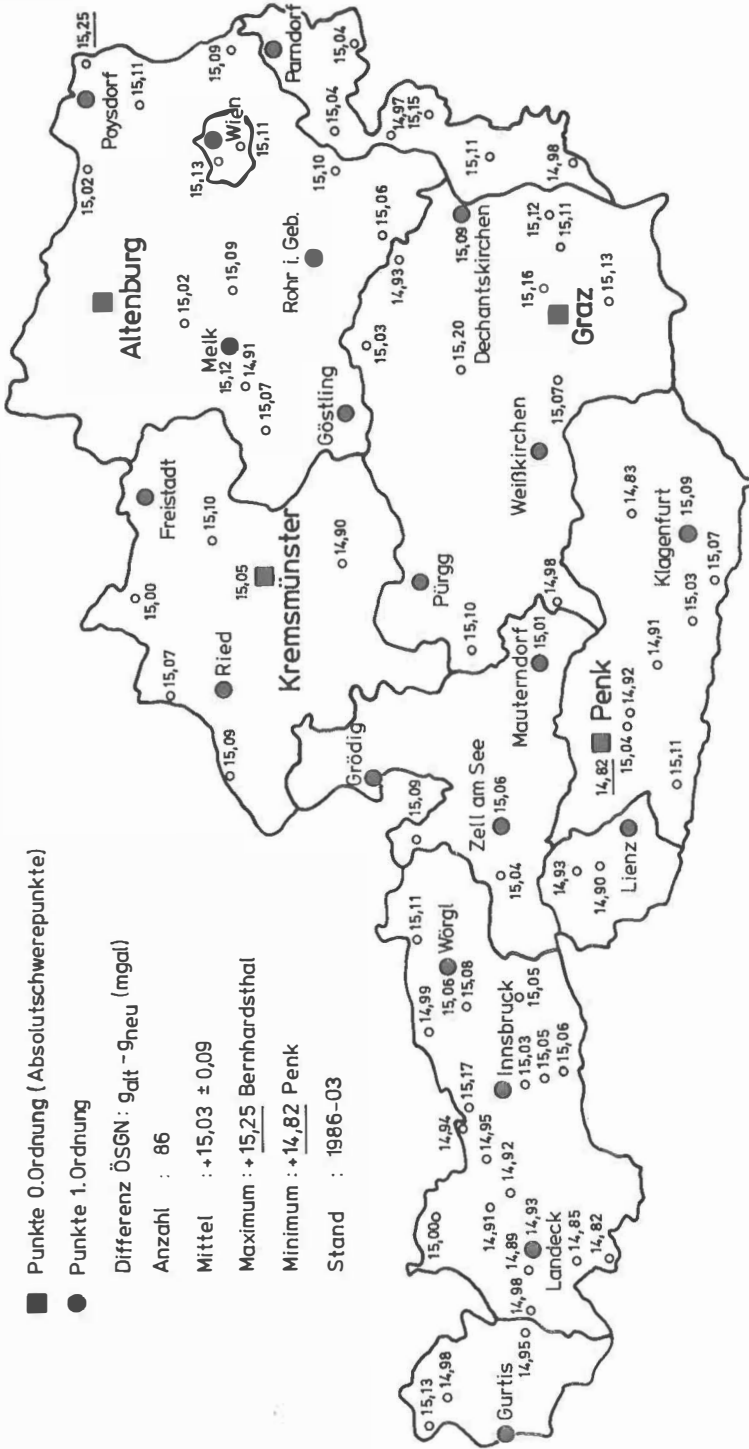 ■ Punkte 0.Ordnung (Absolutschwerepunkte)
● Punkte 1.Ordnung
Differenz ÖSGN: galt - gneu (mgal)
Anzahl : 86
Mittel : +15,03 ± 0,09
Maximum : +15,25 Bernhardsthal
Minimum : +14,82 Penk
Stand : 1986-03
15,25
Poysdorf
15,02
15,11
Altenburg
15,09
Wien
15,13
15,11
Parndorf
15,04
15,04
15,10
15,02
15,09
Melk
15,12
14,91
15,07
Rohr i. Geb.
15,06
Göstling
Freistadt
15,00
15,10
15,07
Ried
15,05
Kremsmünster
15,09
14,90
14,97
15,15
15,11
14,98
14,93
15,03
15,09
Dechantskirchen
15,20
15,12
15,11
15,16
Graz
15,13
Pürgg
15,10
Weißkirchen
15,07
14,98
Grödig
15,09
Zell am See
15,06
15,04
Mauterndorf
15,01
14,82
Penk
15,04
14,92
14,91
14,83
Klagenfurt
15,09
15,03
15,07
15,11
14,93
14,90
Lienz
15,11
14,99
Wörgl
15,06
15,08
15,17
14,94
Innsbruck
15,05
15,03
15,05
15,06
14,95
14,92
15,00
14,91
14,89
14,93
Landeck
14,98
14,85
14,82
15,13
14,98
14,95
Gurtis